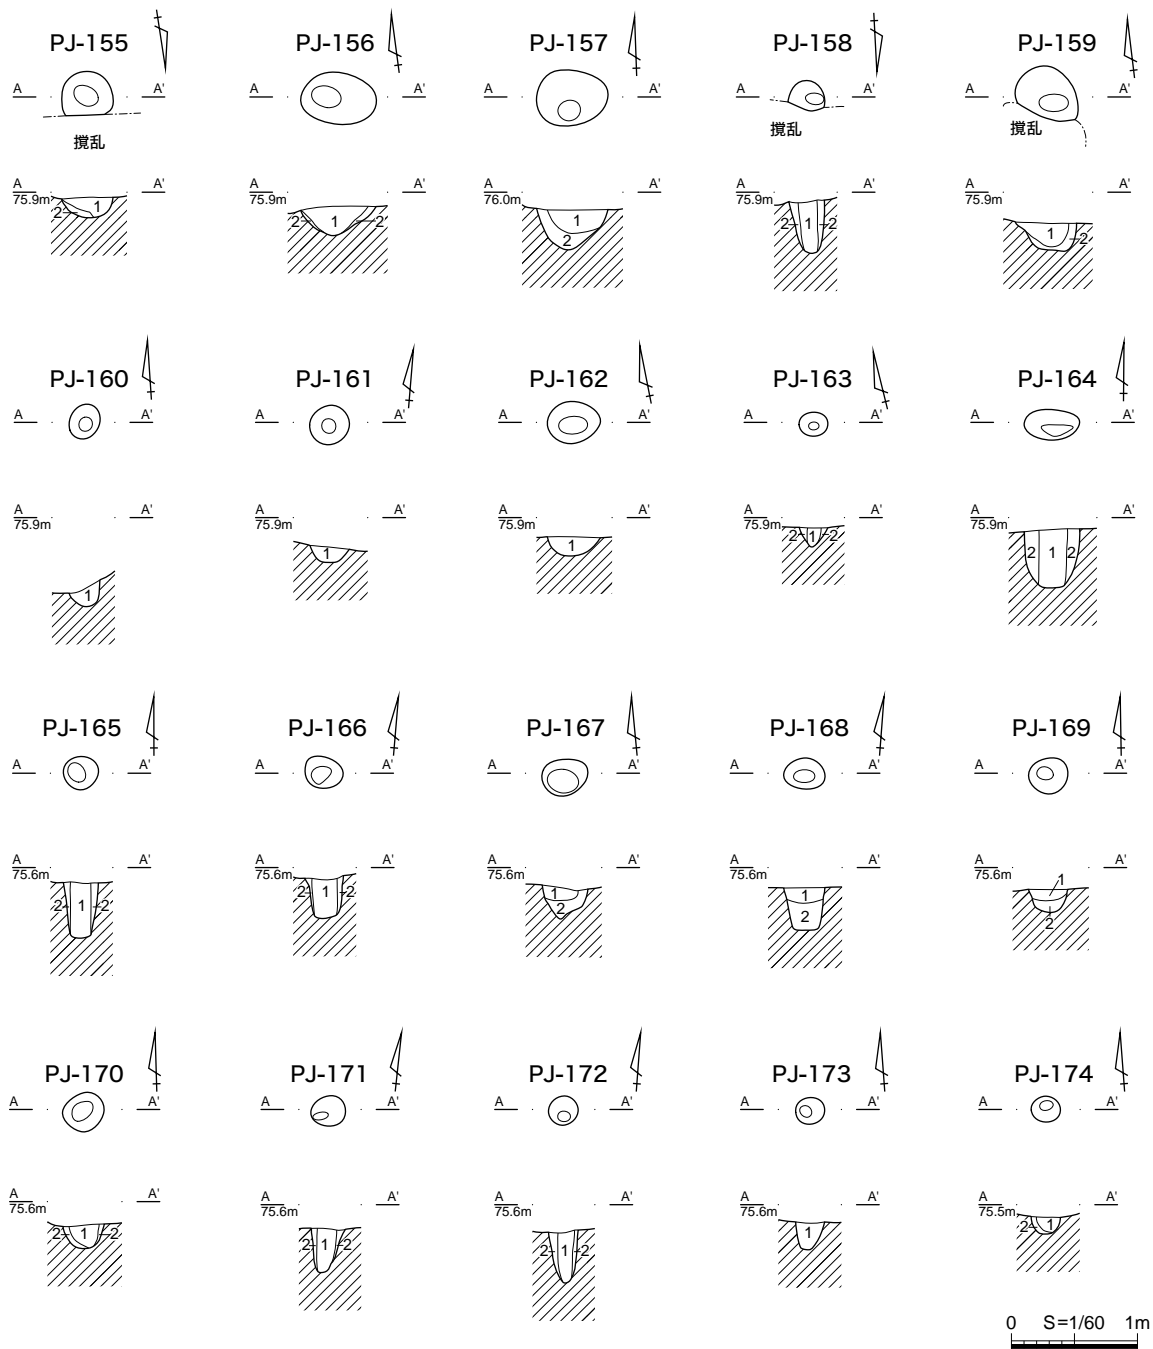 PJ-155
A A'
撹乱
A A'
75.9m
1
2
PJ-156
A A'
A A'
75.9m
2 1 2
PJ-157
A A'
A A'
76.0m
1
2
PJ-158
A A'
撹乱
A A'
75.9m
2 1 2
PJ-159
A A'
撹乱
A A'
75.9m
1
2
PJ-160
A A'
A A'
75.9m
1
PJ-161
A A'
A A'
75.9m
1
PJ-162
A A'
A A'
75.9m
1
PJ-163
A A'
A A'
75.9m
2 1 2
PJ-164
A A'
A A'
75.9m
2 1 2
PJ-165
A A'
A A'
75.6m
2 1 2
PJ-166
A A'
A A'
75.6m
2 1 2
PJ-167
A A'
A A'
75.6m
1
2
PJ-168
A A'
A A'
75.6m
1
2
PJ-169
A A'
A A'
75.6m
1
2
PJ-170
A A'
A A'
75.6m
2 1 2
PJ-171
A A'
A A'
75.6m
2 1 2
PJ-172
A A'
A A'
75.6m
2 1 2
PJ-173
A A'
A A'
75.6m
1
PJ-174
A A'
A A'
75.5m
2 1
0 S=1/60 1m